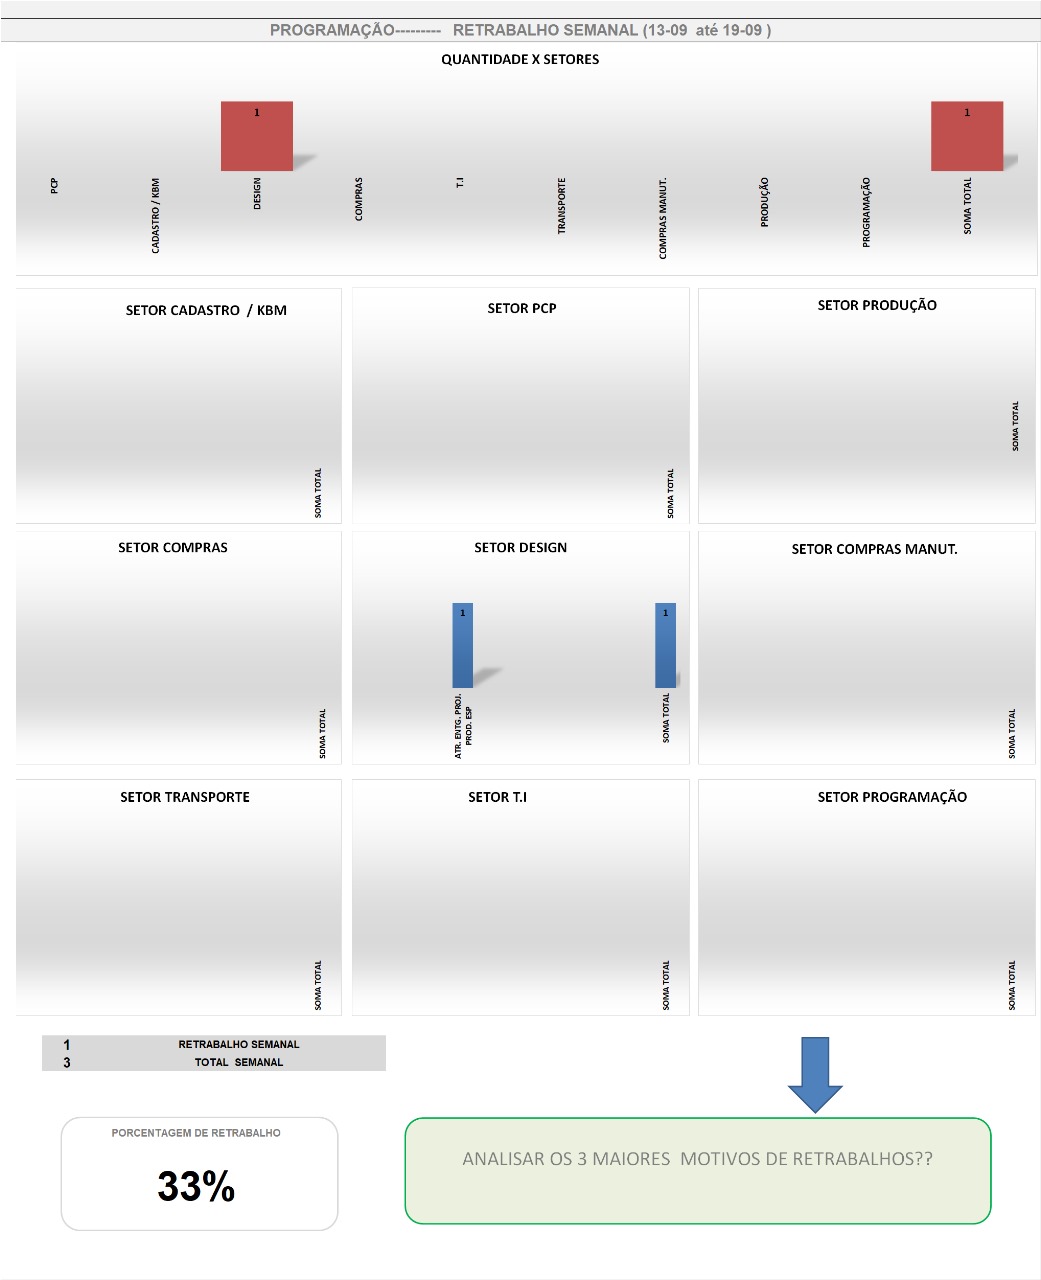 PROGRAMAÇÃO--------- RETRABALHO SEMANAL (13-09 até 19-09 )
QUANTIDADE X SETORES
1
1
PCP
CADASTRO / KBM
DESIGN
COMPRAS
T.I
TRANSPORTE
COMPRAS MANUT.
PRODUÇÃO
PROGRAMAÇÃO
SOMA TOTAL
SETOR CADASTRO / KBM
SOMA TOTAL
SETOR PCP
SOMA TOTAL
SETOR PRODUÇÃO
SOMA TOTAL
SETOR COMPRAS
SOMA TOTAL
SETOR DESIGN
1
1
ATR. ENTG. PROJ.
PROD. ESP
SOMA TOTAL
SETOR COMPRAS MANUT.
SOMA TOTAL
SETOR TRANSPORTE
SOMA TOTAL
SETOR T.I
SOMA TOTAL
SETOR PROGRAMAÇÃO
SOMA TOTAL
1 RETRABALHO SEMANAL
3 TOTAL SEMANAL
PORCENTAGEM DE RETRABALHO
33%
ANALISAR OS 3 MAIORES MOTIVOS DE RETRABALHOS??